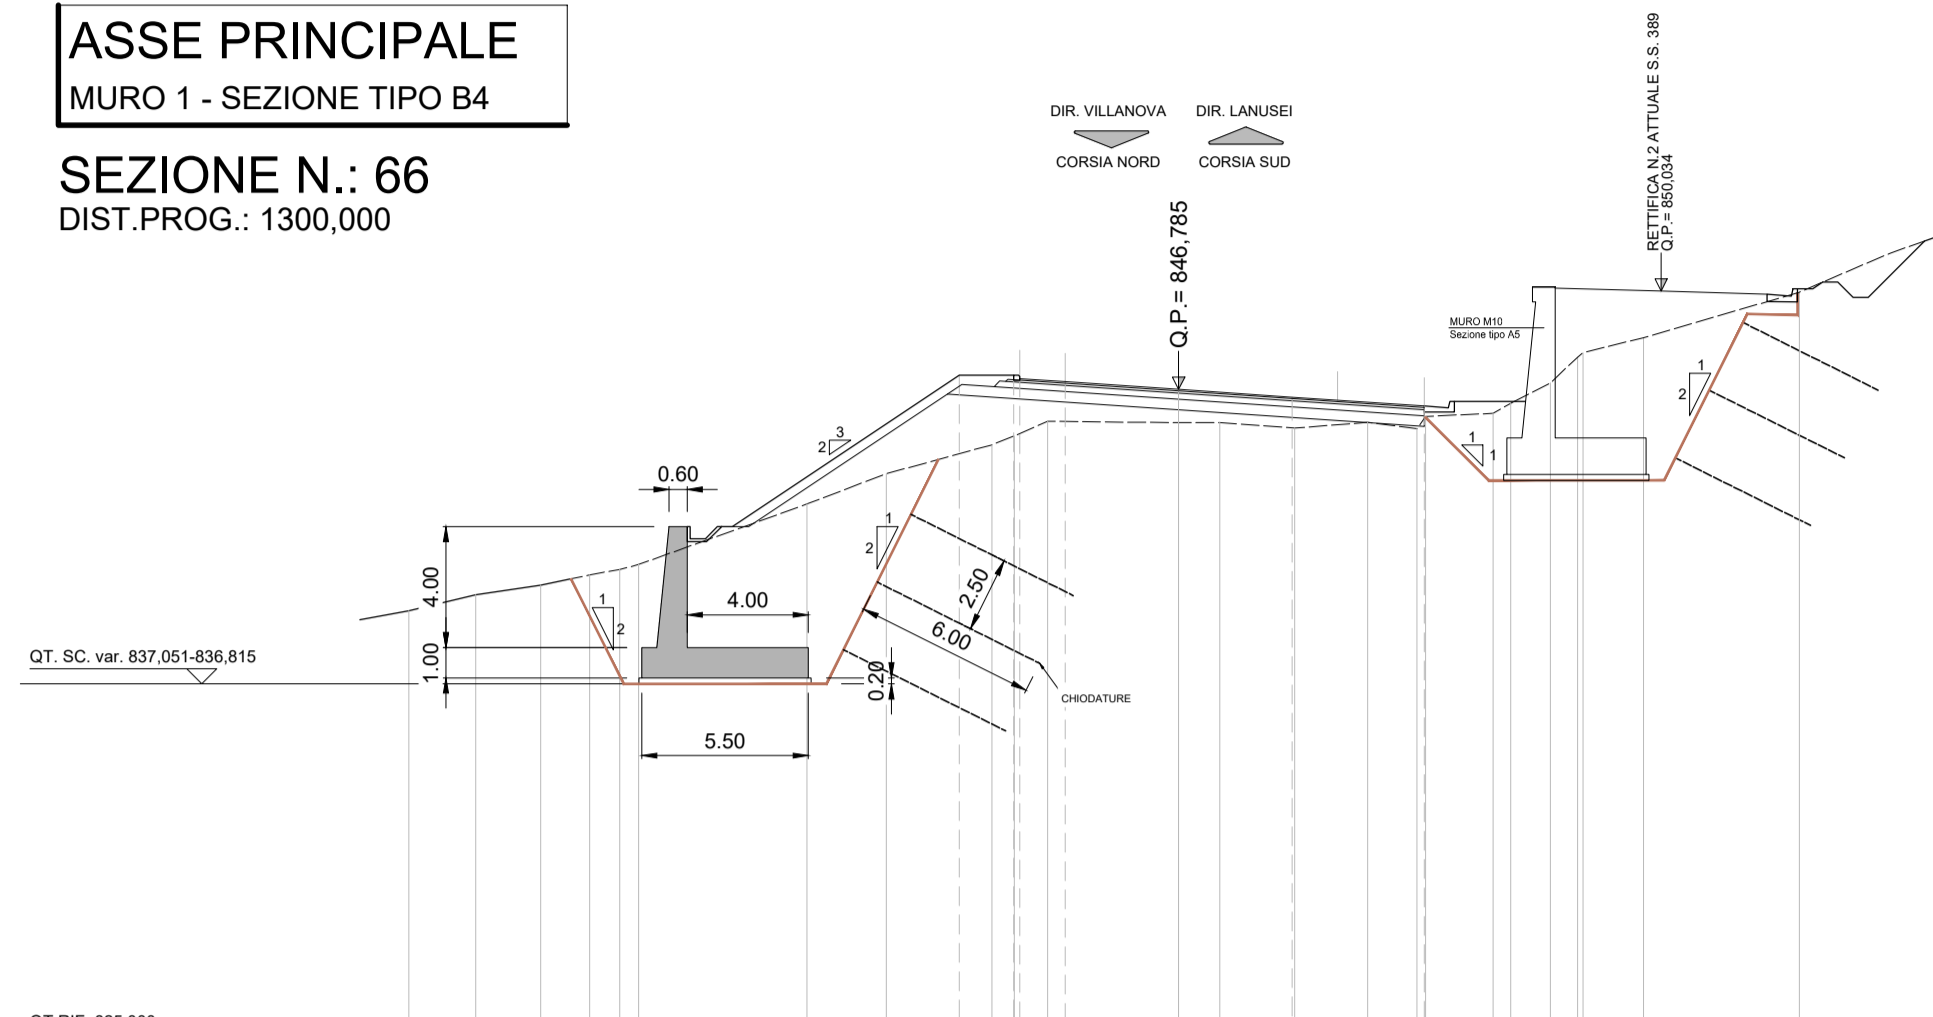 ASSE PRINCIPALE
MURO 1 - SEZIONE TIPO B4
SEZIONE N.: 66
DIST.PROG.: 1300,000
DIR. VILLANOVA
DIR. LANUSEI
CORSIA NORD
CORSIA SUD
Q.P.= 846,785
RETTIFICA N.2 ATTUALE S.S. 389
Q.P.= 850,034
MURO M10
Sezione tipo A5
1
2
1
1
3
2
0.60
1
2
4.00
1.00
1
2
4.00
2.50
6.00
0.20
CHIODATURE
5.50
QT. SC. var. 837,051-836,815